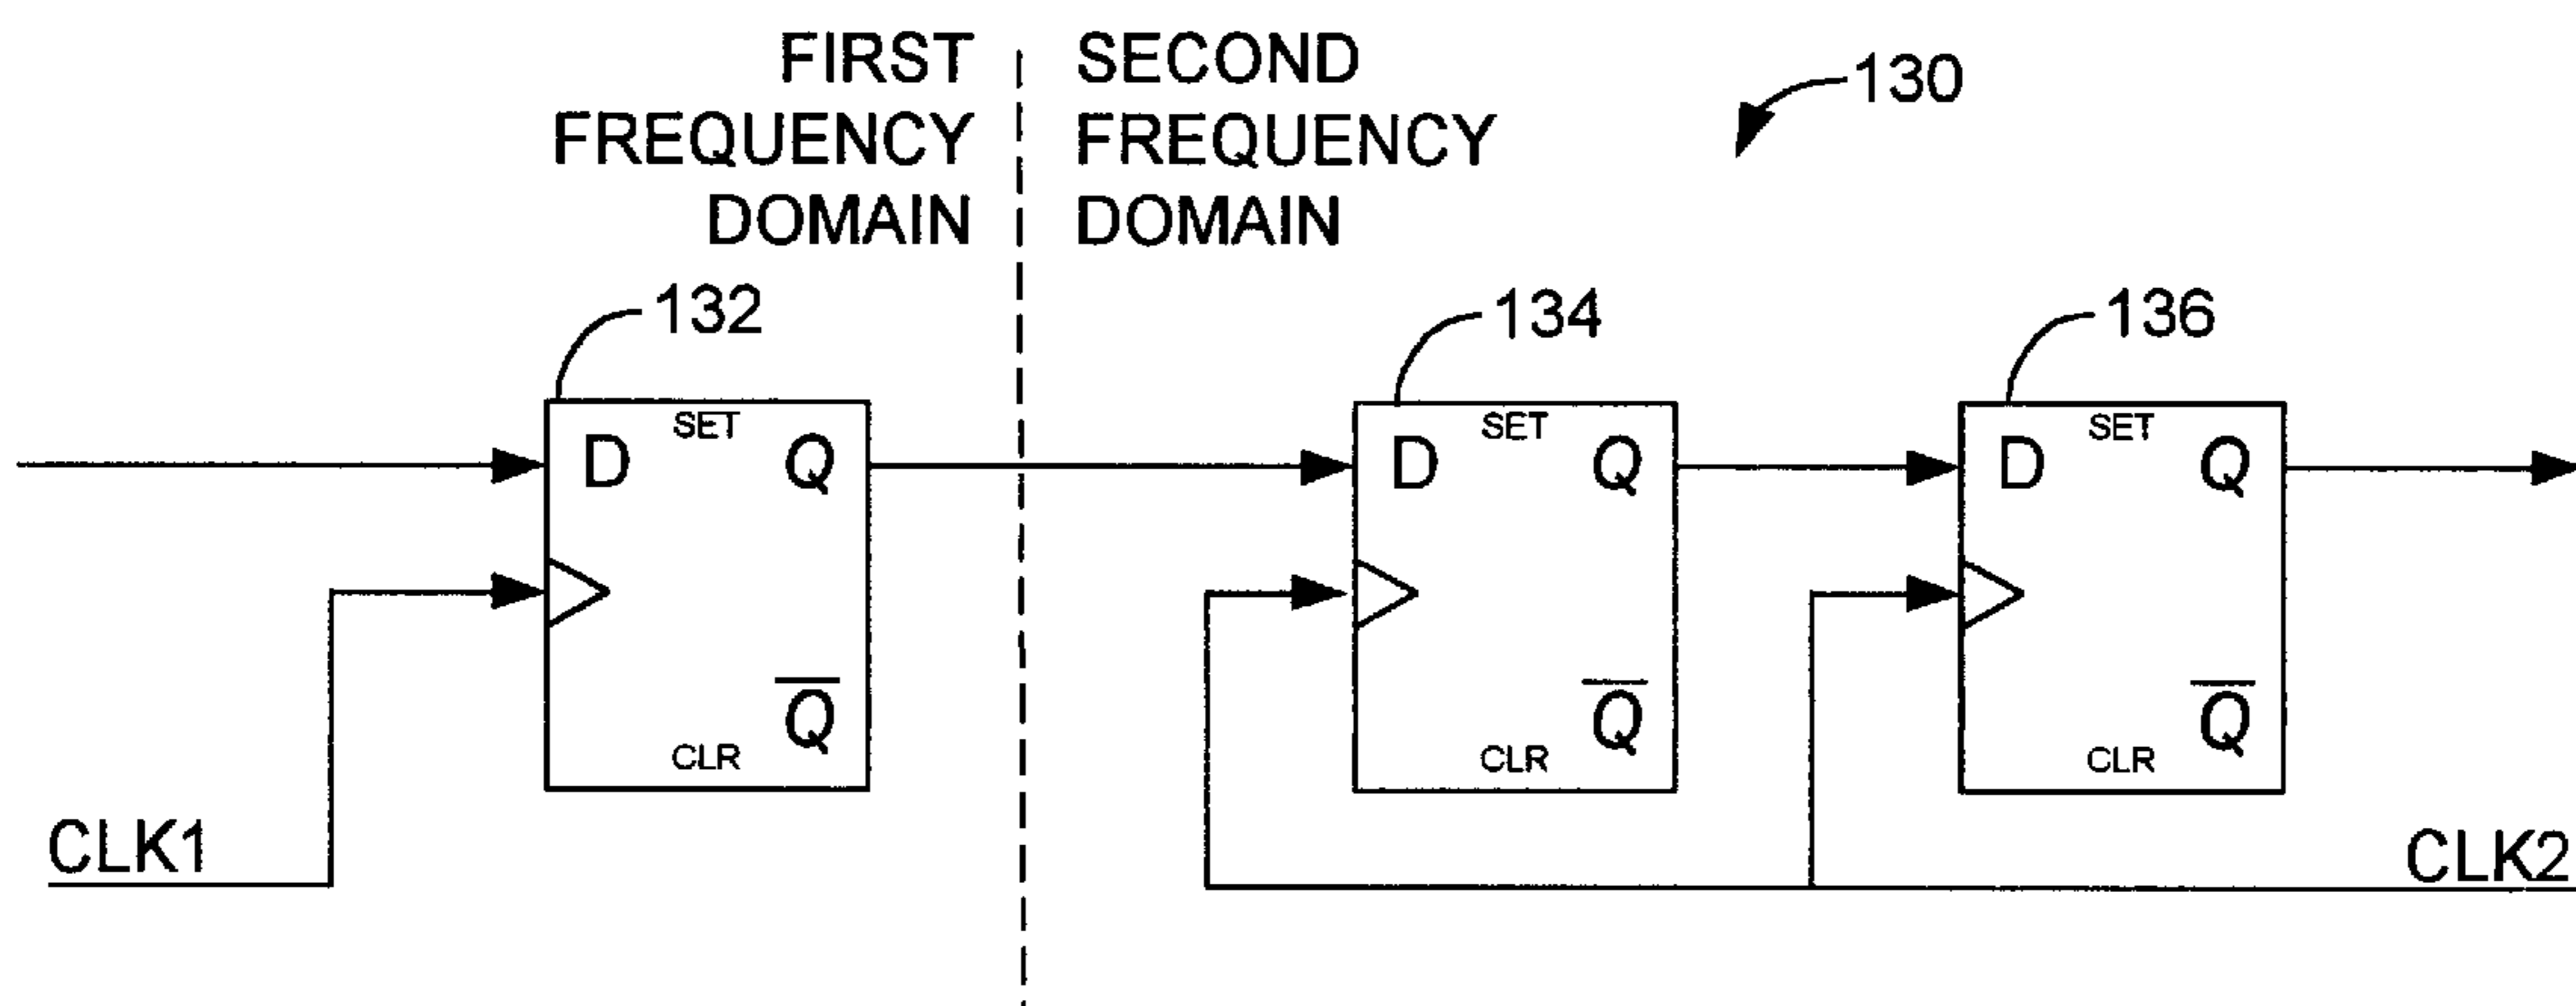 FIRST
FREQUENCY
DOMAIN
SECOND
FREQUENCY
DOMAIN
130
132
134
136
SET
D Q
Q̅
CLR
SET
D Q
Q̅
CLR
SET
D Q
Q̅
CLR
CLK1
CLK2